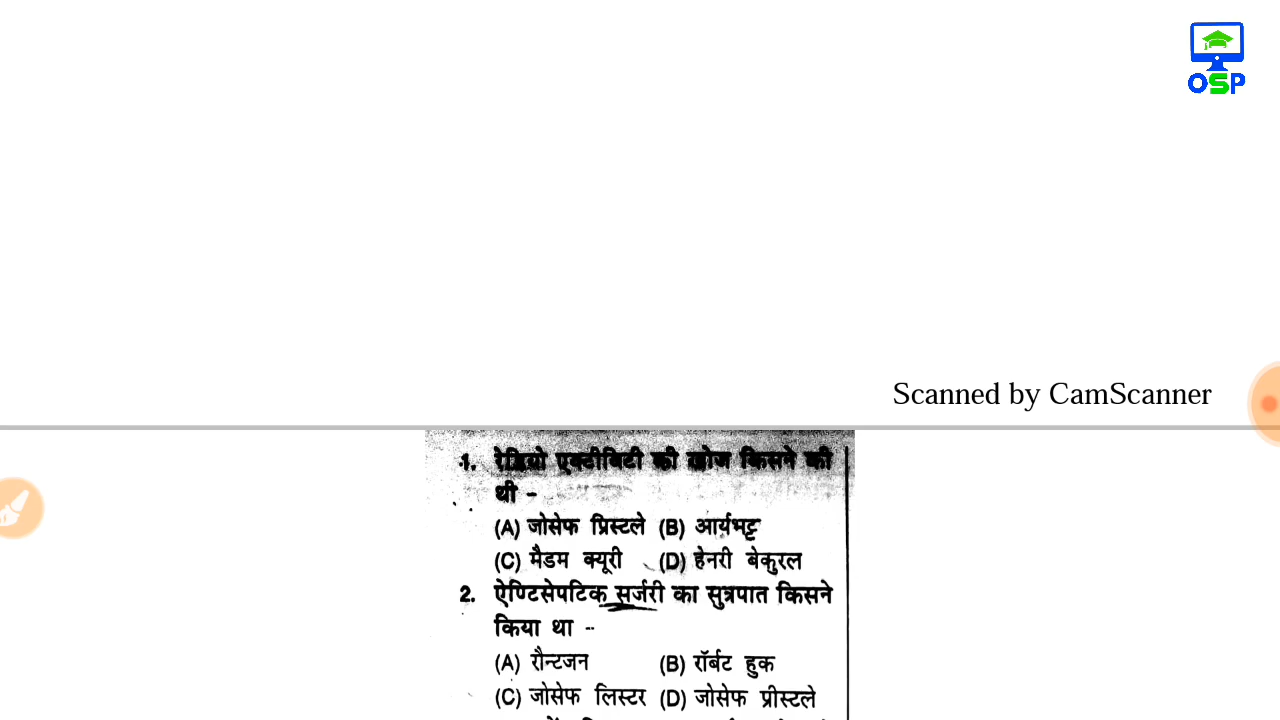 OSP
Scanned by CamScanner
1. रेडियो एक्टीविटी की खोज किसने की
थी -
(A) जोसेफ प्रिस्टले (B) आर्यभट्ट
(C) मैडम क्यूरी (D) हेनरी बेकुरल
2. ऐण्टिसेपटिक सर्जरी का सुत्रपात किसने
किया था --
(A) रौन्टजन (B) रॉर्बट हुक
(C) जोसेफ लिस्टर (D) जोसेफ प्रीस्टले